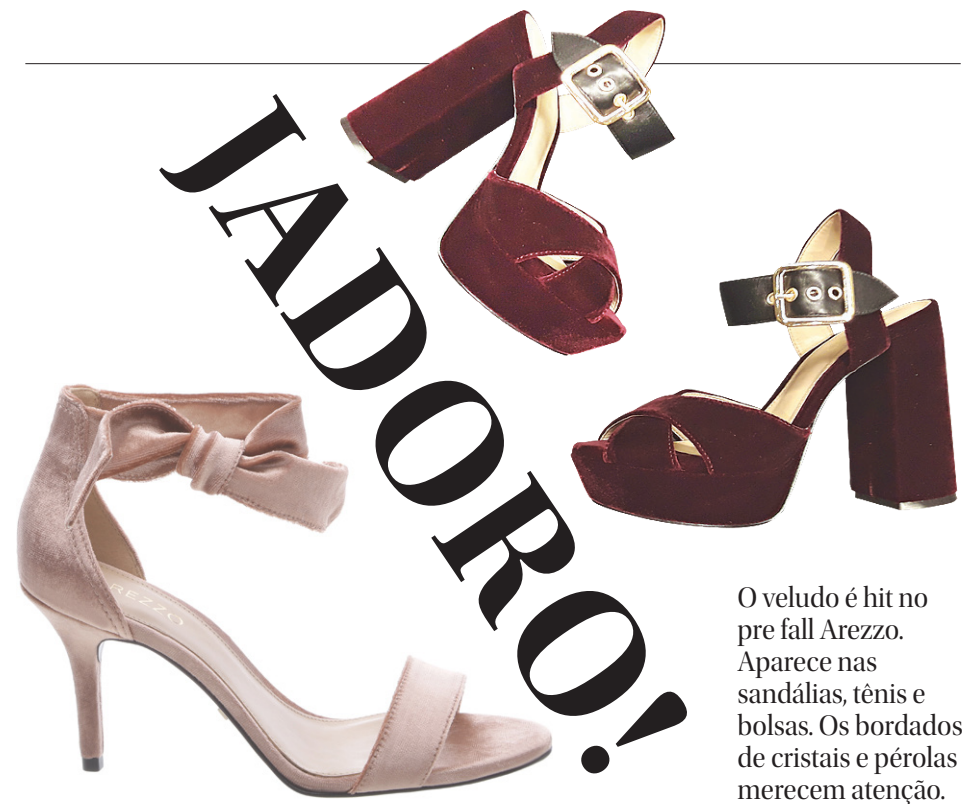 JADORO!
REZZO
O veludo é hit no
pre fall Arezzo.
Aparece nas
sandálias, tênis e
bolsas. Os bordados
de cristais e pérolas
merecem atenção.